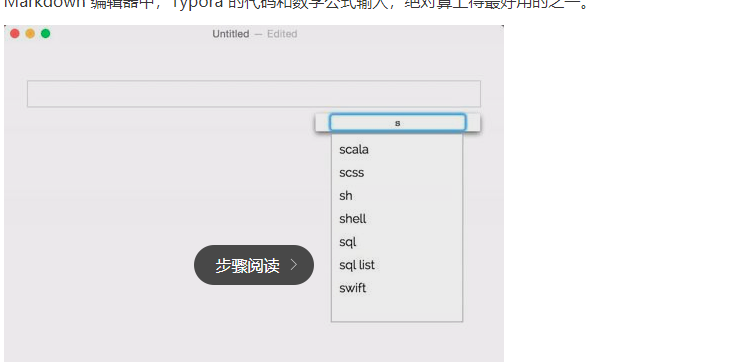 Markdown 编辑器中，Typora 的代码和数学公式输入，绝对算上得最好用的之一。
Untitled — Edited
s
scala
scss
sh
shell
sql
步骤阅读
sql list
swift